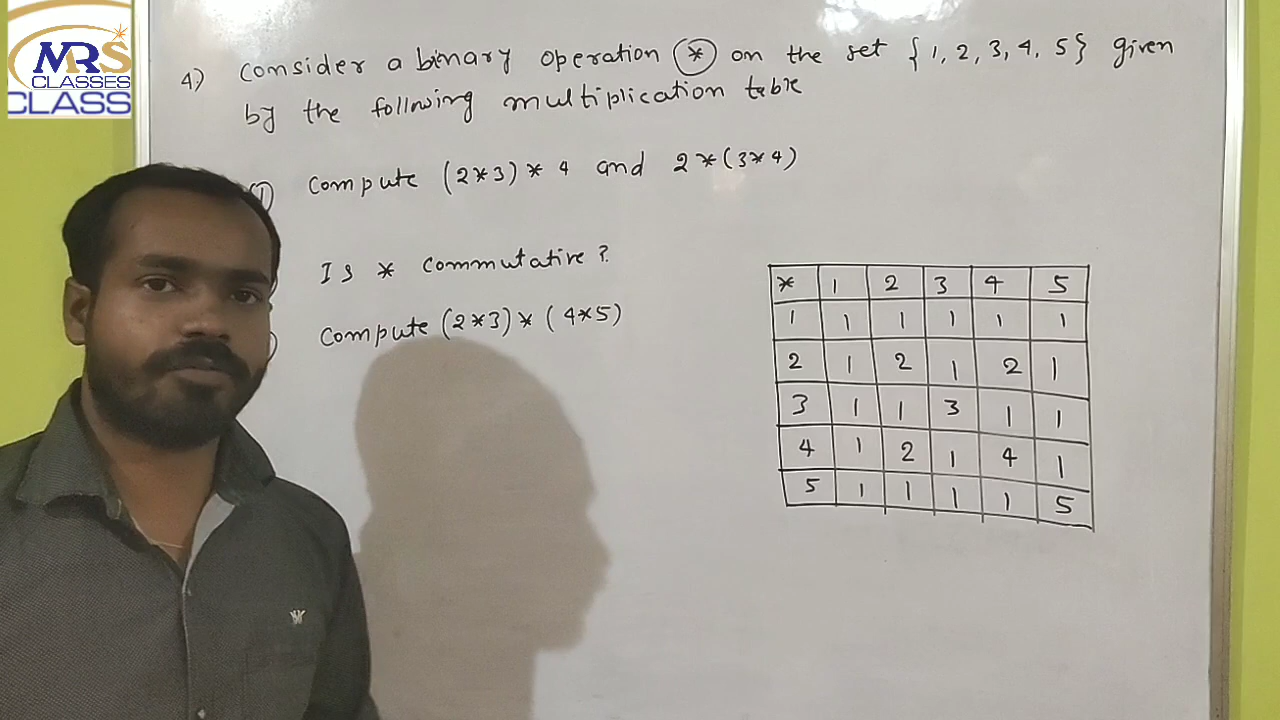 MRS
CLASSES
CLASS
4) Consider a binary operation * on the set {1, 2, 3, 4, 5} given
by the following multiplication table
① Compute (2*3)*4 and 2*(3*4)
Is * commutative?
Compute (2*3)*(4*5)
* 1 2 3 4 5
1 1 1 1 1 1
2 1 2 1 2 1
3 1 1 3 1 1
4 1 2 1 4 1
5 1 1 1 1 5